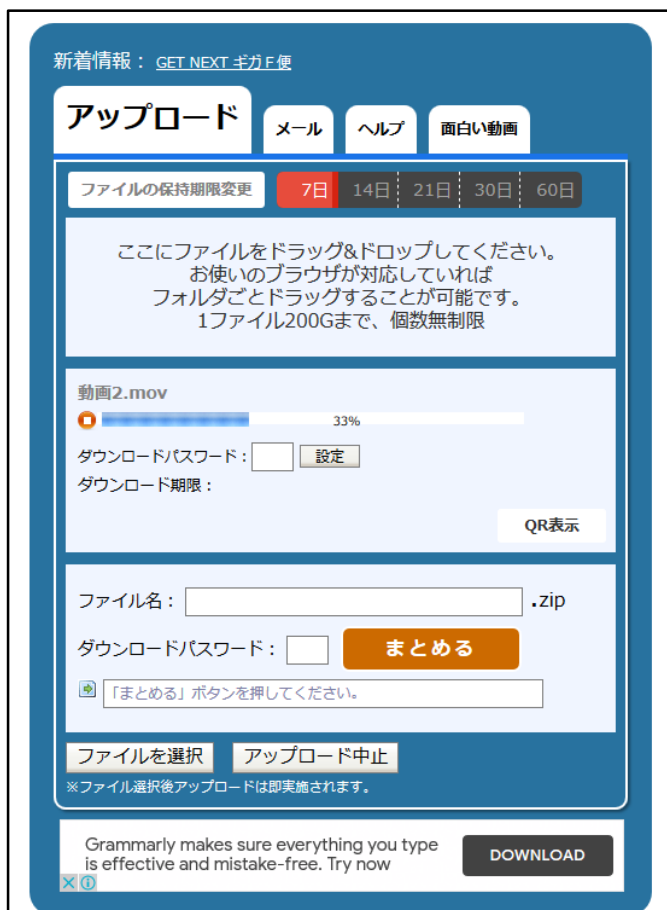 新着情報： GET NEXT ギガF便
アップロード
メール
ヘルプ
面白い動画
ファイルの保持期限変更
7日
14日
21日
30日
60日
ここにファイルをドラッグ&ドロップしてください。
お使いのブラウザが対応していれば
フォルダごとドラッグすることが可能です。
1ファイル200Gまで、個数無制限
動画2.mov
33%
ダウンロードパスワード：
設定
ダウンロード期限：
QR表示
ファイル名：
.zip
ダウンロードパスワード：
まとめる
「まとめる」ボタンを押してください。
ファイルを選択
アップロード中止
※ファイル選択後アップロードは即実施されます。
Grammarly makes sure everything you type
is effective and mistake-free. Try now
DOWNLOAD